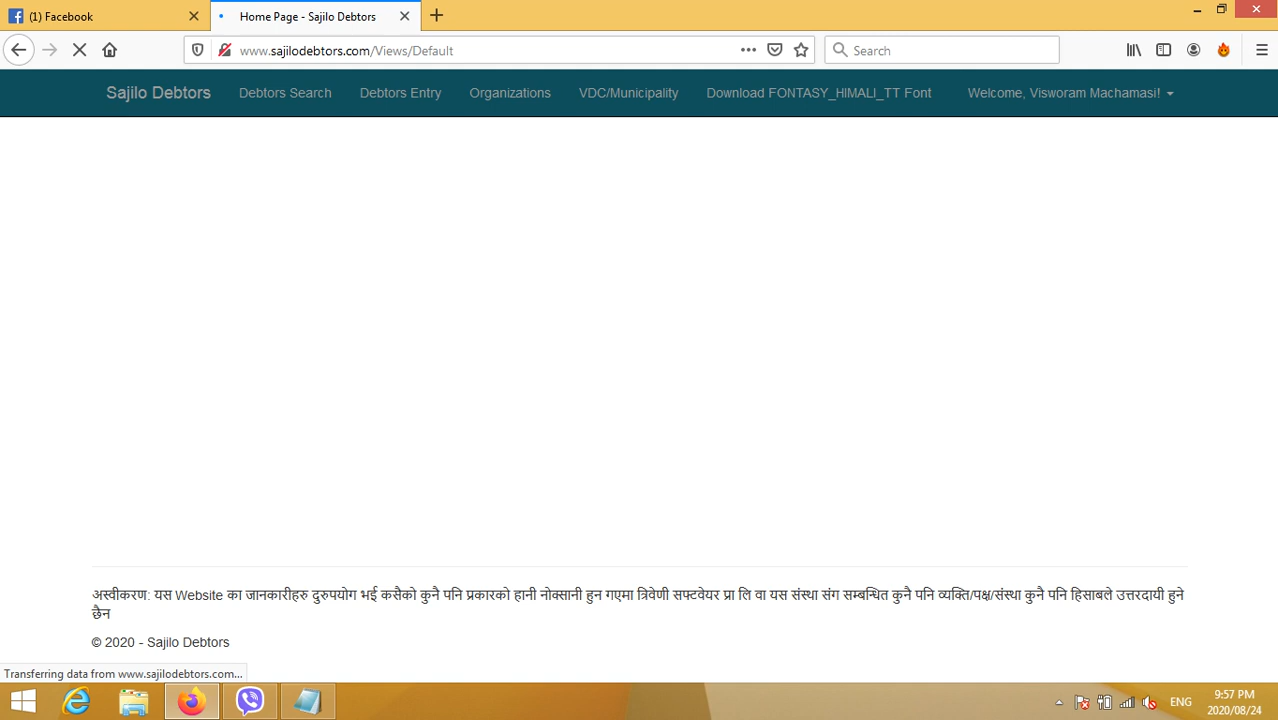 (1) Facebook
Home Page - Sajilo Debtors
www.sajilodebtors.com/Views/Default
Search
Sajilo Debtors
Debtors Search
Debtors Entry
Organizations
VDC/Municipality
Download FONTASY_HIMALI_TT Font
Welcome, Visworam Machamasi!
अस्वीकरण: यस Website का जानकारीहरु दुरुपयोग भई कसैको कुनै पनि प्रकारको हानी नोक्सानी हुन गएमा त्रिवेणी सफ्टवेयर प्रा लि वा यस संस्था संग सम्बन्धित कुनै पनि व्यक्ति/पक्ष/संस्था कुनै पनि हिसाबले उत्तरदायी हुने
छैन
© 2020 - Sajilo Debtors
Transferring data from www.sajilodebtors.com...
ENG
9:57 PM
2020/08/24